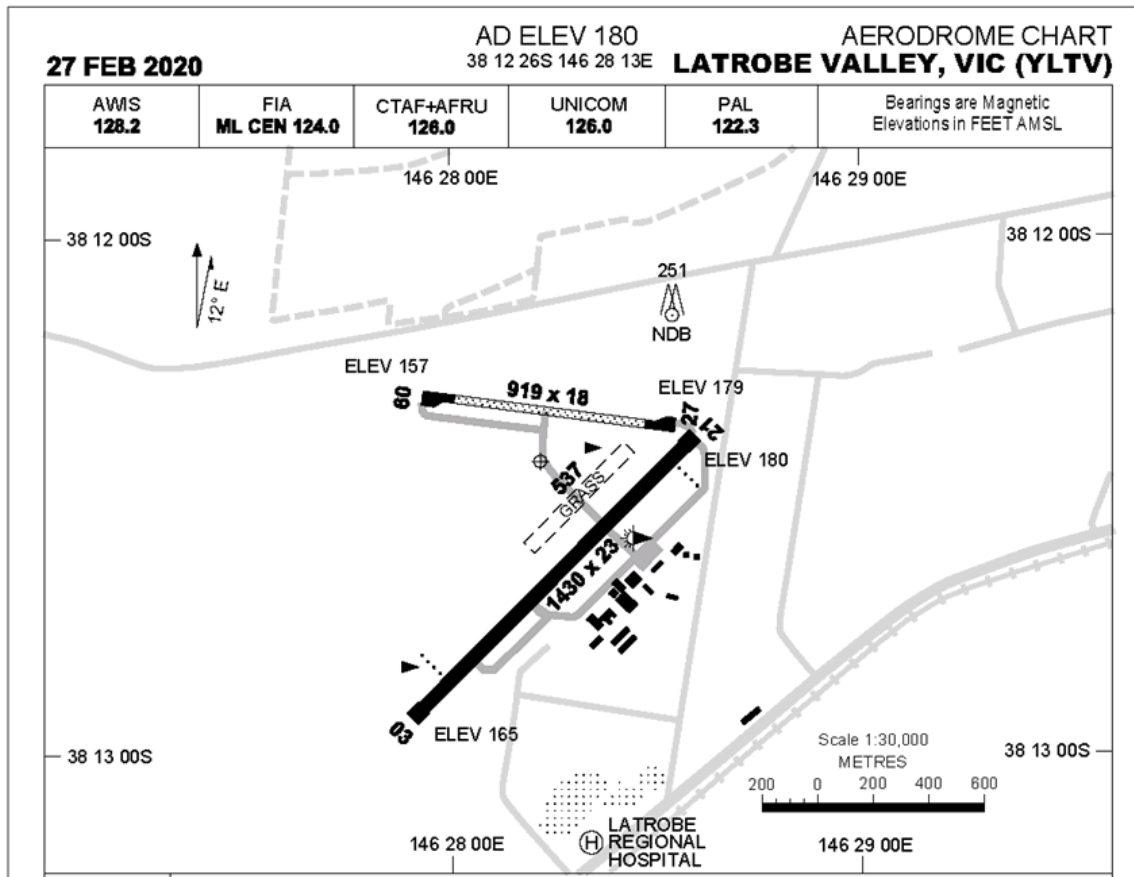 AD ELEV 180
AERODROME CHART
27 FEB 2020
38 12 26S 146 28 13E
LATROBE VALLEY, VIC (YLTV)
AWIS
128.2
FIA
ML CEN 124.0
CTAF+AFRU
126.0
UNICOM
126.0
PAL
122.3
Bearings are Magnetic
Elevations in FEET AMSL
146 28 00E
146 29 00E
38 12 00S
38 12 00S
12° E
251
NDB
ELEV 157
919 x 18
ELEV 179
09
27
21
ELEV 180
537
GRASS
1430 x 23
03
ELEV 165
38 13 00S
38 13 00S
Scale 1:30,000
METRES
200 0 200 400 600
146 28 00E
146 29 00E
H
LATROBE
REGIONAL
HOSPITAL